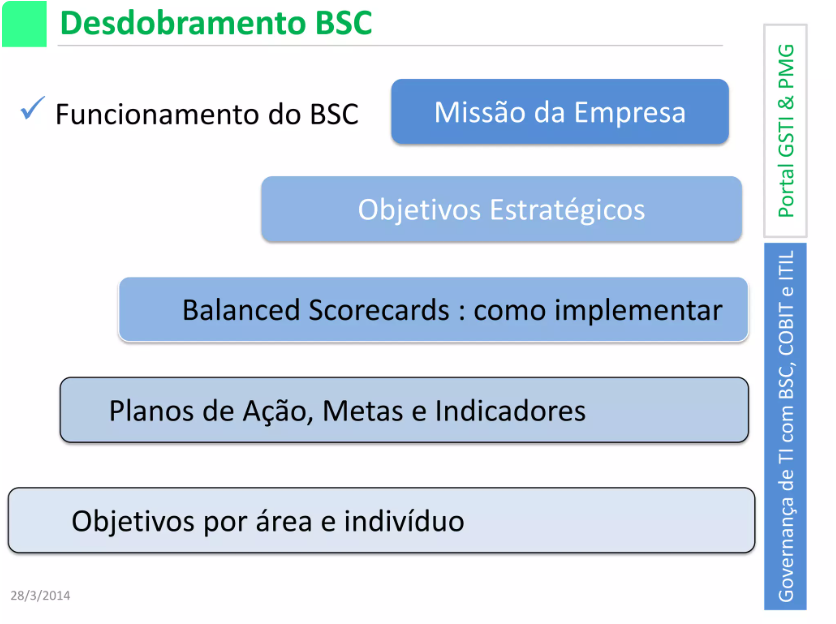 Desdobramento BSC
Funcionamento do BSC
Missão da Empresa
Objetivos Estratégicos
Balanced Scorecards : como implementar
Planos de Ação, Metas e Indicadores
Objetivos por área e indivíduo
28/3/2014
Portal GSTI & PMG
Governança de TI com BSC, COBIT e ITIL